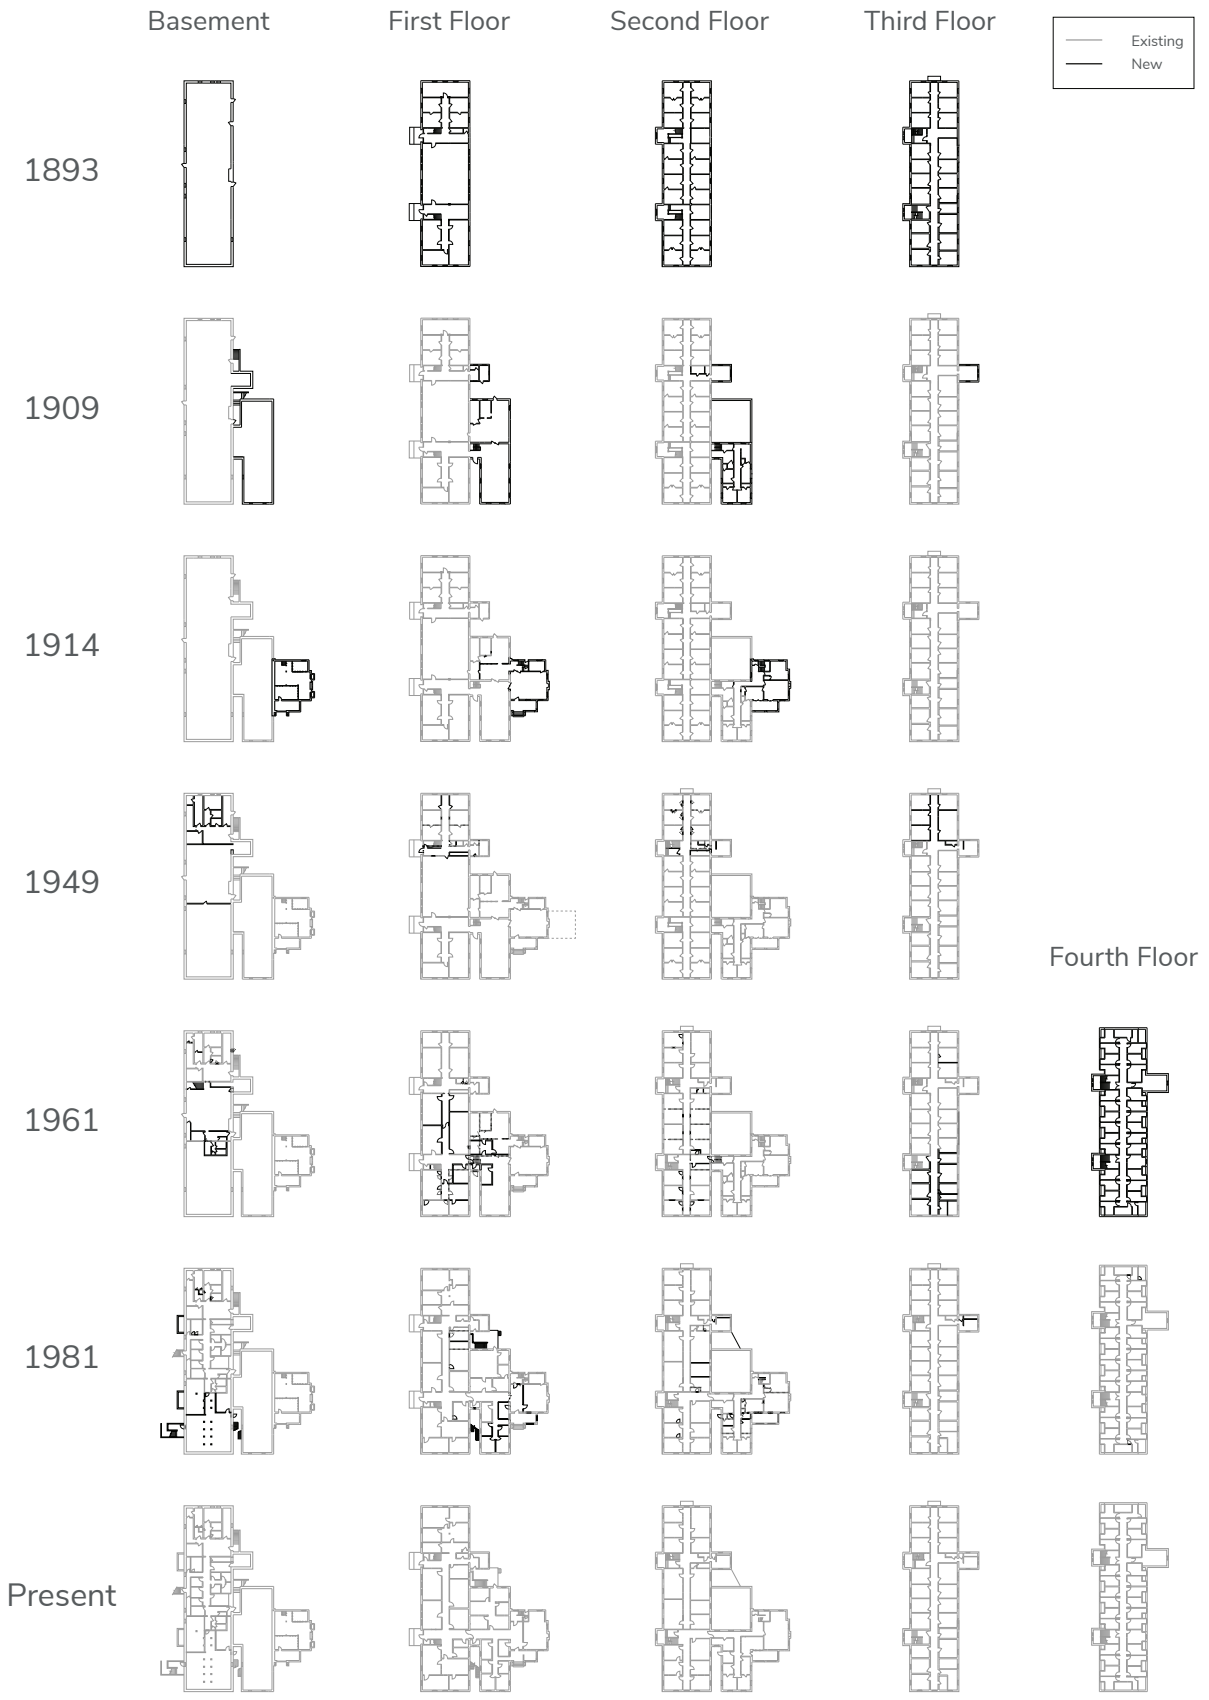 Basement First Floor Second Floor Third Floor
Existing
New
1893
1909
1914
1949
Fourth Floor
1961
1981
Present